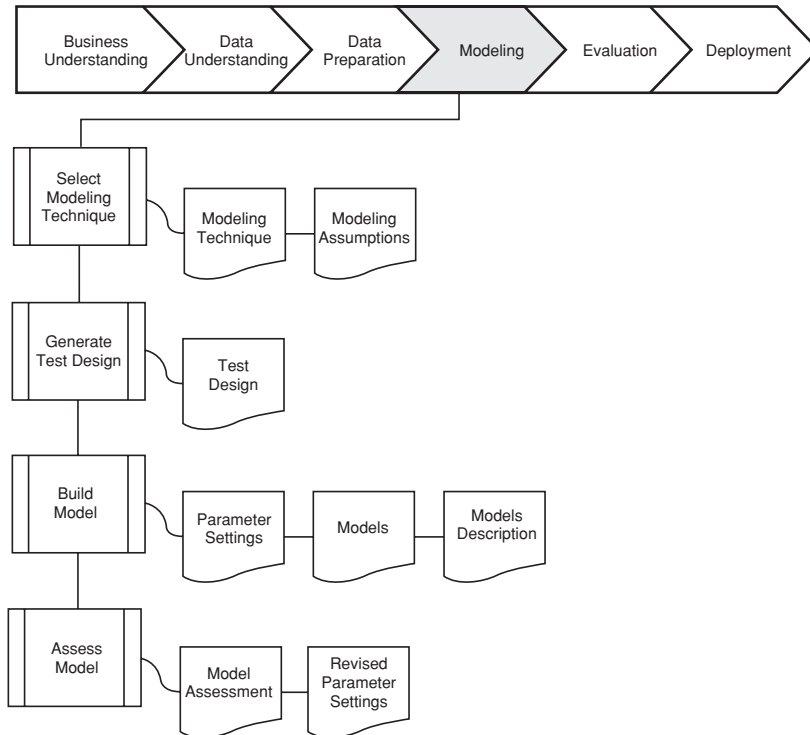 Business
Understanding
Data
Understanding
Data
Preparation
Modeling
Evaluation
Deployment
Select
Modeling
Technique
Modeling
Technique
Modeling
Assumptions
Generate
Test Design
Test
Design
Build
Model
Parameter
Settings
Models
Models
Description
Assess
Model
Model
Assessment
Revised
Parameter
Settings